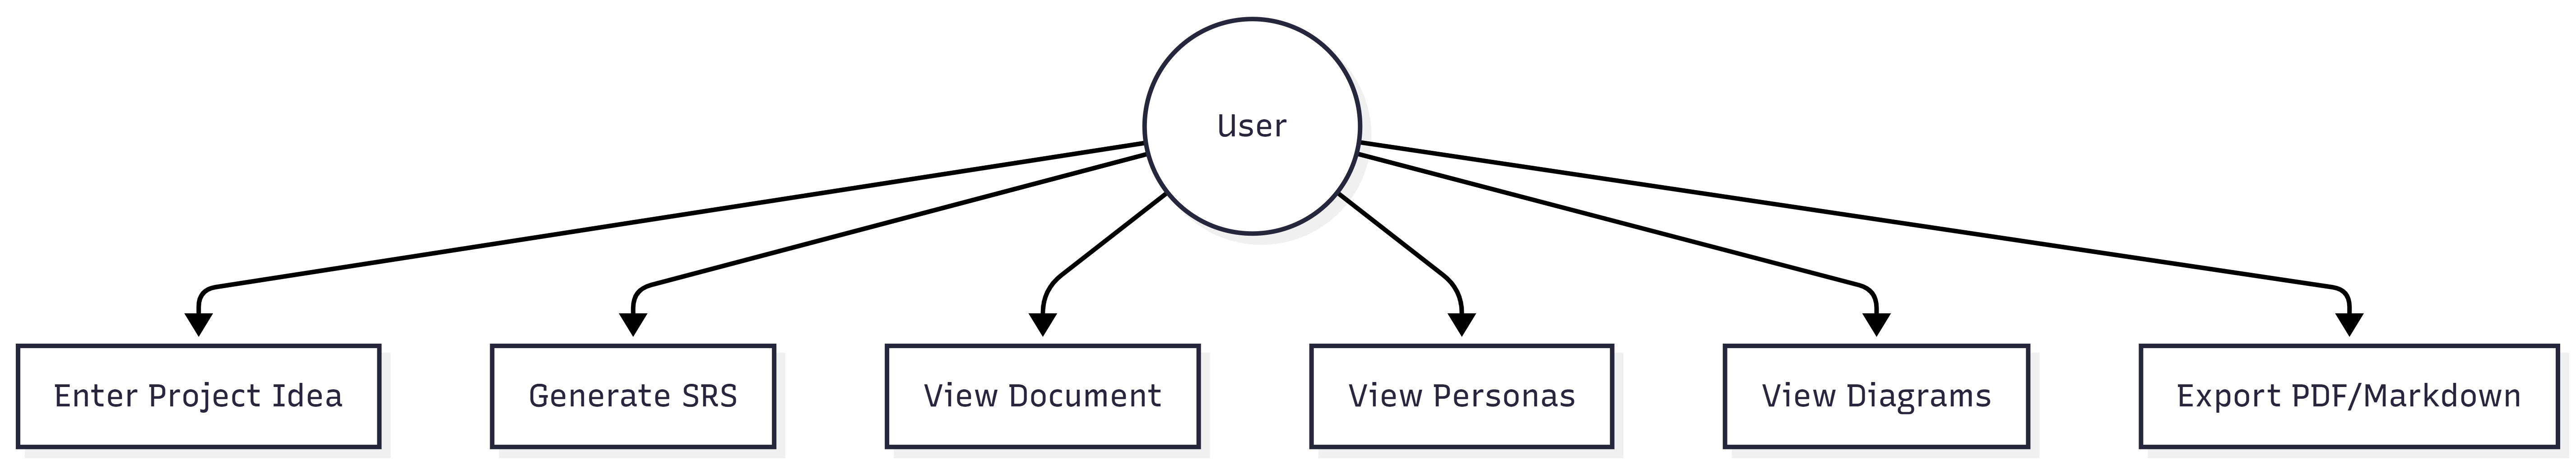 User
Enter Project Idea
Generate SRS
View Document
View Personas
View Diagrams
Export PDF/Markdown